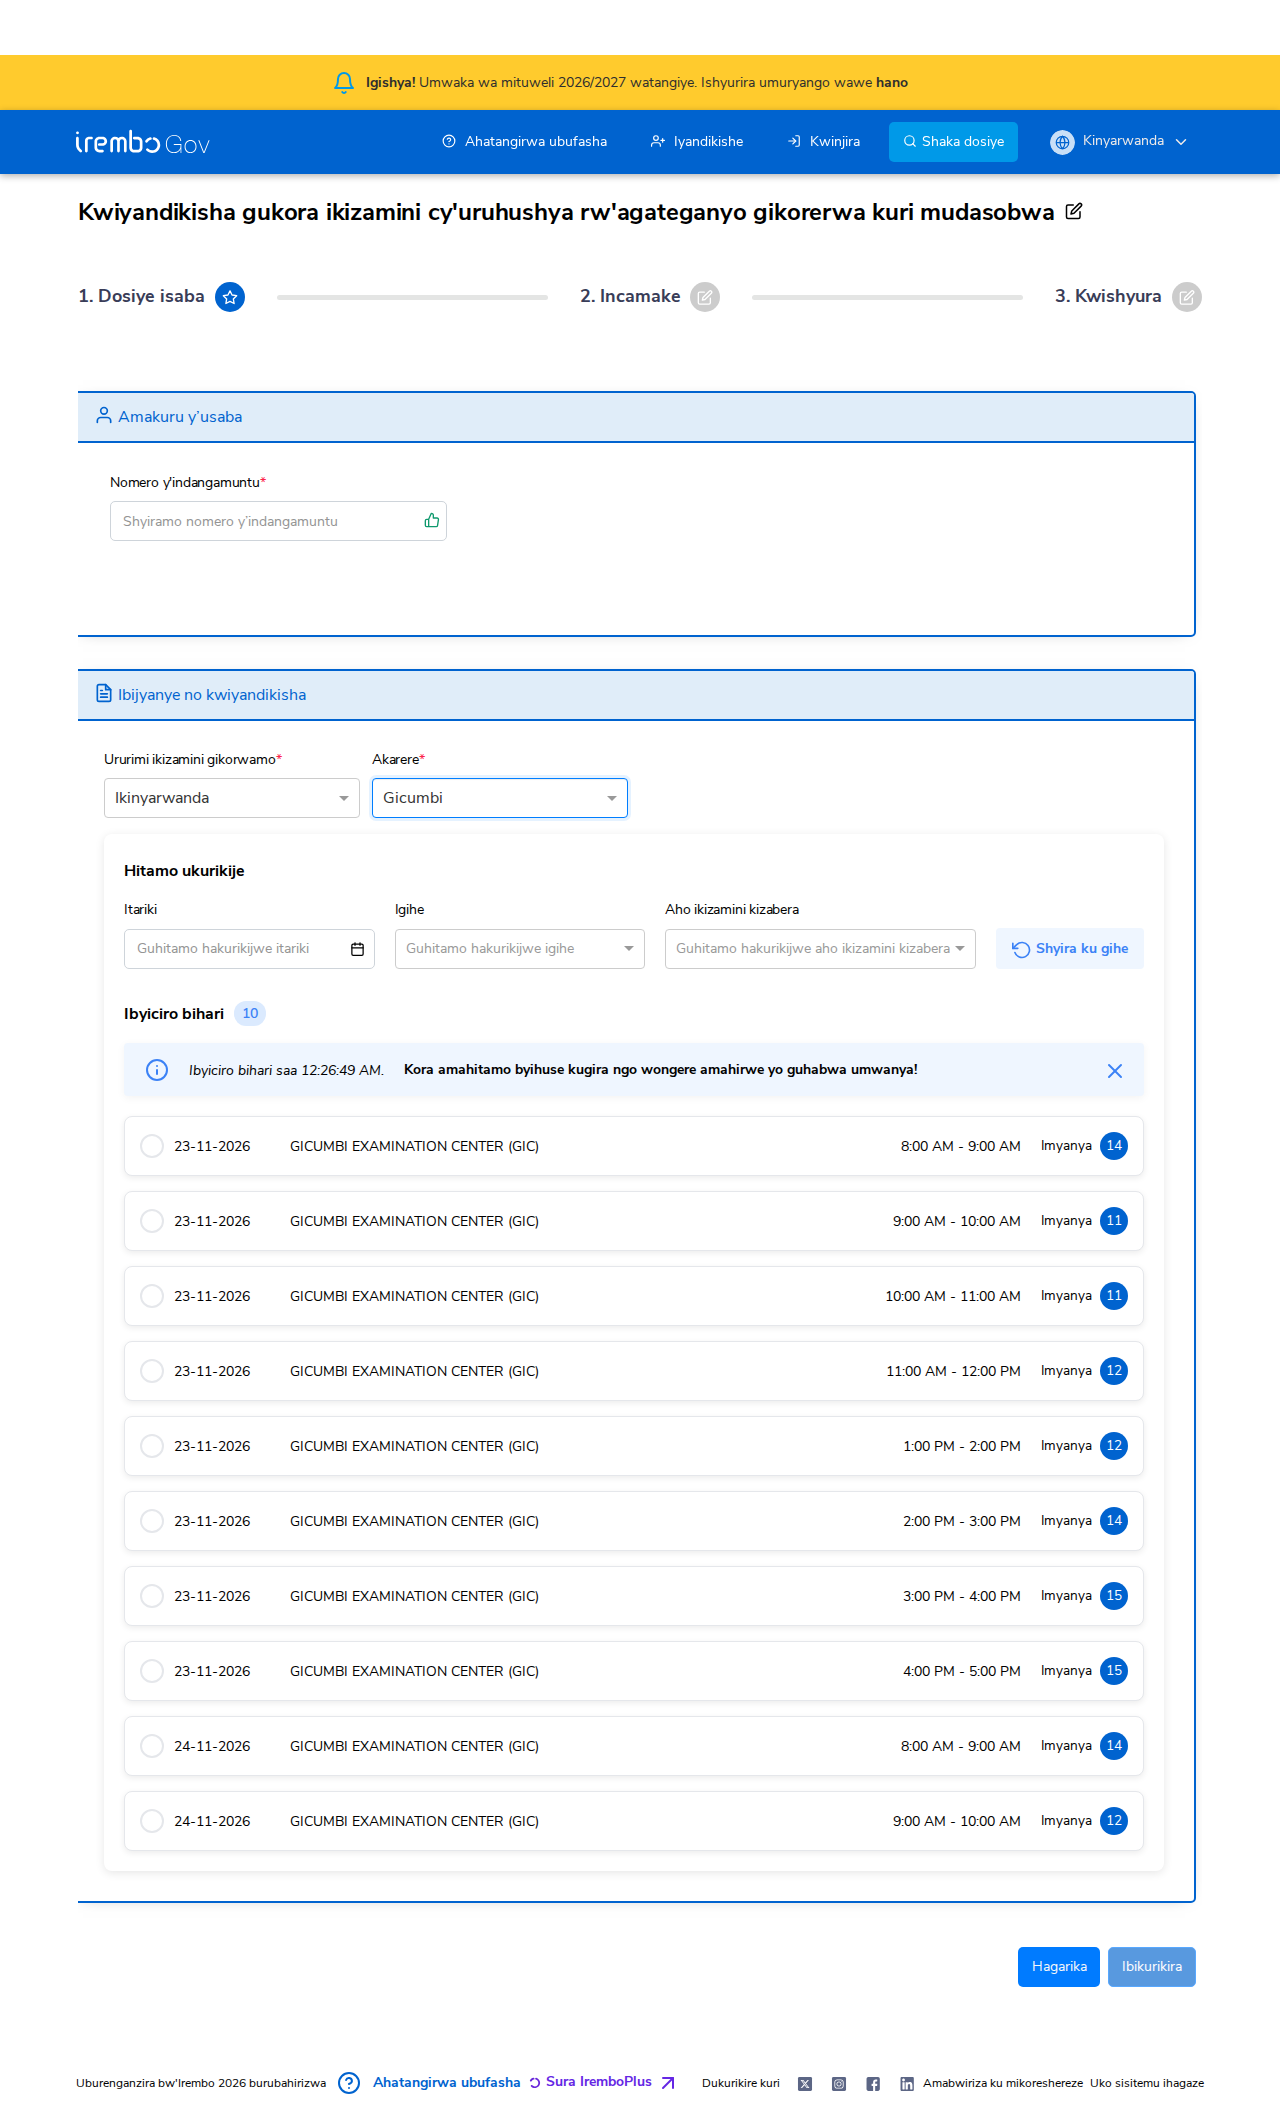 Igishya! Umwaka wa mituweli 2026/2027 watangiye. Ishyurira umuryango wawe hano
irembo Gov
Ahatangirwa ubufasha
Iyandikishe
Kwinjira
Shaka dosiye
Kinyarwanda
Kwiyandikisha gukora ikizamini cy'uruhushya rw'agateganyo gikorerwa kuri mudasobwa
1. Dosiye isaba
2. Incamake
3. Kwishyura
Amakuru y’usaba
Nomero y'indangamuntu*
Shyiramo nomero y’indangamuntu
Ibijyanye no kwiyandikisha
Ururimi ikizamini gikorwamo*
Akarere*
Ikinyarwanda
Gicumbi
Hitamo ukurikije
Itariki
Igihe
Aho ikizamini kizabera
Guhitamo hakurikijwe itariki
Guhitamo hakurikijwe igihe
Guhitamo hakurikijwe aho ikizamini kizabera
Shyira ku gihe
Ibyiciro bihari 10
Ibyiciro bihari saa 12:26:49 AM. Kora amahitamo byihuse kugira ngo wongere amahirwe yo guhabwa umwanya!
23-11-2026 GICUMBI EXAMINATION CENTER (GIC) 8:00 AM - 9:00 AM Imyanya 14
23-11-2026 GICUMBI EXAMINATION CENTER (GIC) 9:00 AM - 10:00 AM Imyanya 11
23-11-2026 GICUMBI EXAMINATION CENTER (GIC) 10:00 AM - 11:00 AM Imyanya 11
23-11-2026 GICUMBI EXAMINATION CENTER (GIC) 11:00 AM - 12:00 PM Imyanya 12
23-11-2026 GICUMBI EXAMINATION CENTER (GIC) 1:00 PM - 2:00 PM Imyanya 12
23-11-2026 GICUMBI EXAMINATION CENTER (GIC) 2:00 PM - 3:00 PM Imyanya 14
23-11-2026 GICUMBI EXAMINATION CENTER (GIC) 3:00 PM - 4:00 PM Imyanya 15
23-11-2026 GICUMBI EXAMINATION CENTER (GIC) 4:00 PM - 5:00 PM Imyanya 15
24-11-2026 GICUMBI EXAMINATION CENTER (GIC) 8:00 AM - 9:00 AM Imyanya 14
24-11-2026 GICUMBI EXAMINATION CENTER (GIC) 9:00 AM - 10:00 AM Imyanya 12
Hagarika
Ibikurikira
Uburenganzira bw'Irembo 2026 burubahirizwa
Ahatangirwa ubufasha
Sura IremboPlus
Dukurikire kuri
Amabwiriza ku mikoreshereze
Uko sisitemu ihagaze